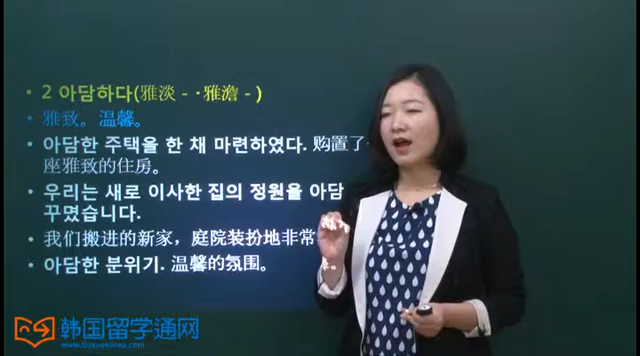 2 아담하다(雅淡 - ·雅澹 - )
雅致。温馨。
아담한 주택을 한 채 마련하였다. 购置了
座雅致的住房。
우리는 새로 이사한 집의 정원을 아담
꾸몄습니다.
我们搬进的新家，庭院装扮地非常
아담한 분위기. 温馨的氛围。
韩国留学通网
www.liuxuekorea.com